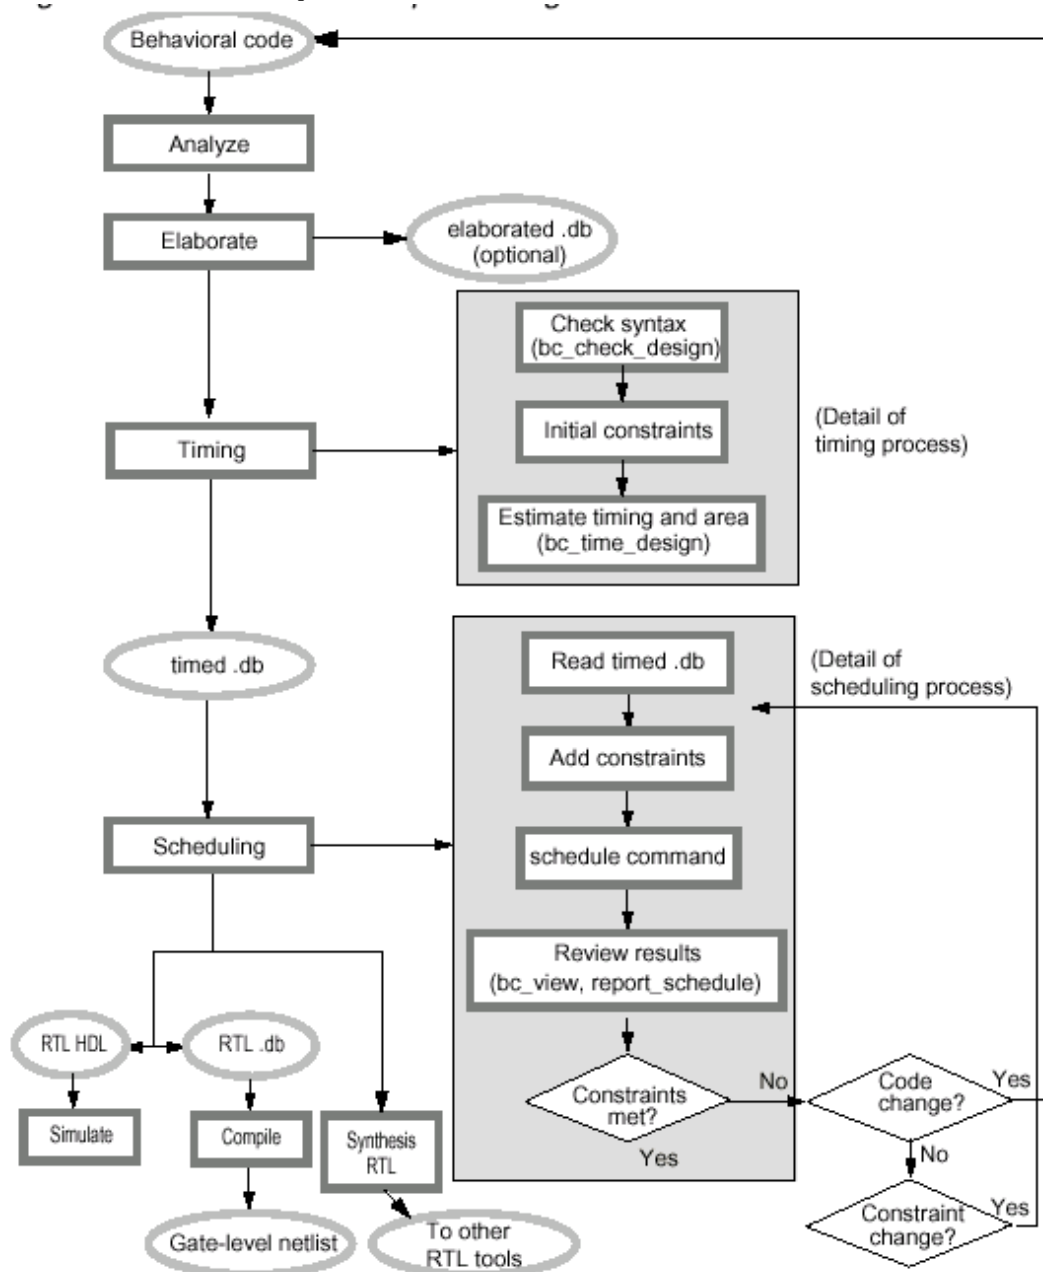 Behavioral code
Analyze
Elaborate
elaborated .db
(optional)
Check syntax
(bc_check_design)
Initial constraints
(Detail of
timing process)
Timing
Estimate timing and area
(bc_time_design)
timed .db
Read timed .db
(Detail of
scheduling process)
Add constraints
Scheduling
schedule command
Review results
(bc_view, report_schedule)
RTL HDL
RTL .db
Constraints
met?
No
Yes
Code
change?
Yes
No
Simulate
Compile
Synthesis
RTL
Constraint
change?
Yes
Gate-level netlist
To other
RTL tools